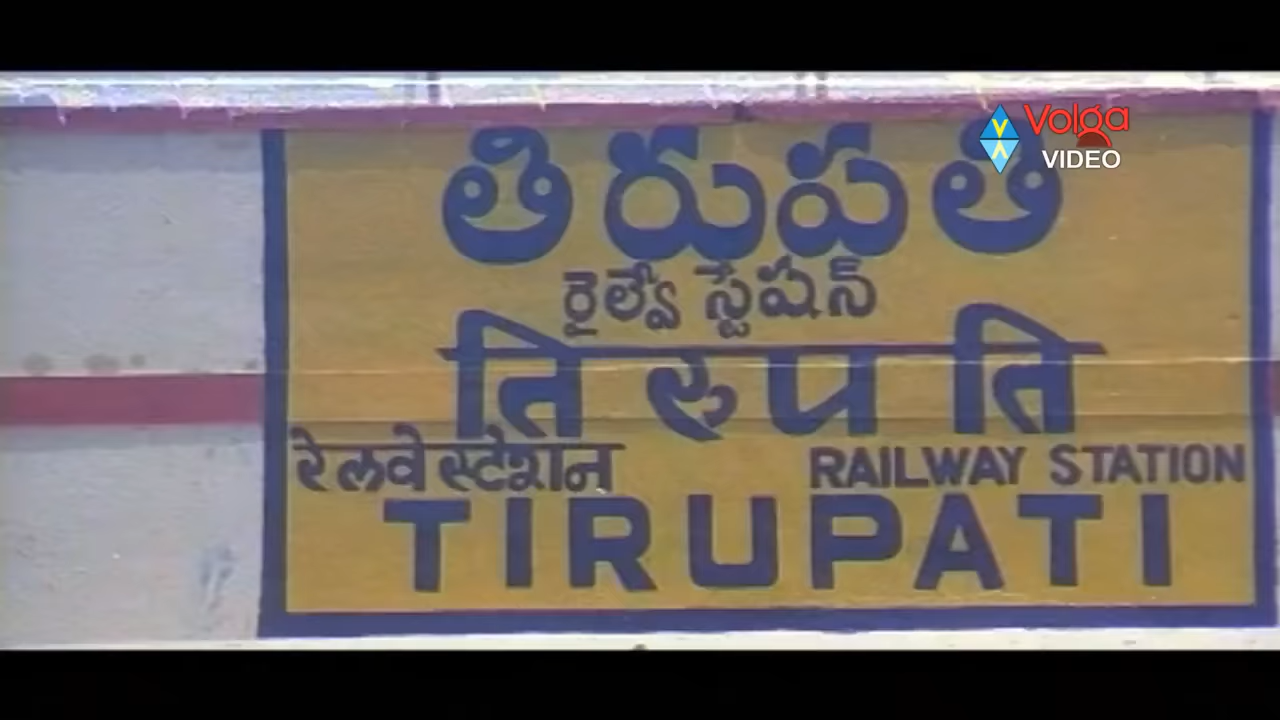 తిరుపతి
Volga
VIDEO
రైల్వే స్టేషన్
तिरुपति
रेलवे स्टेशन
RAILWAY STATION
TIRUPATI